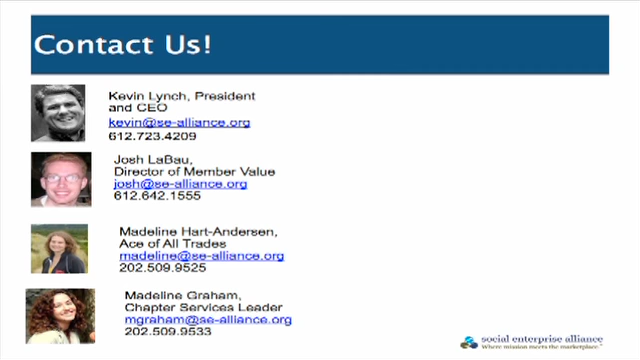 Contact Us!
Kevin Lynch, President
and CEO
kevin@se-alliance.org
612.723.4209
Josh LaBau,
Director of Member Value
josh@se-alliance.org
612.642.1555
Madeline Hart-Andersen,
Ace of All Trades
madeline@se-alliance.org
202.509.9525
Madeline Graham,
Chapter Services Leader
mgraham@se-alliance.org
202.509.9533
social enterprise alliance
Where mission meets the marketplace.™